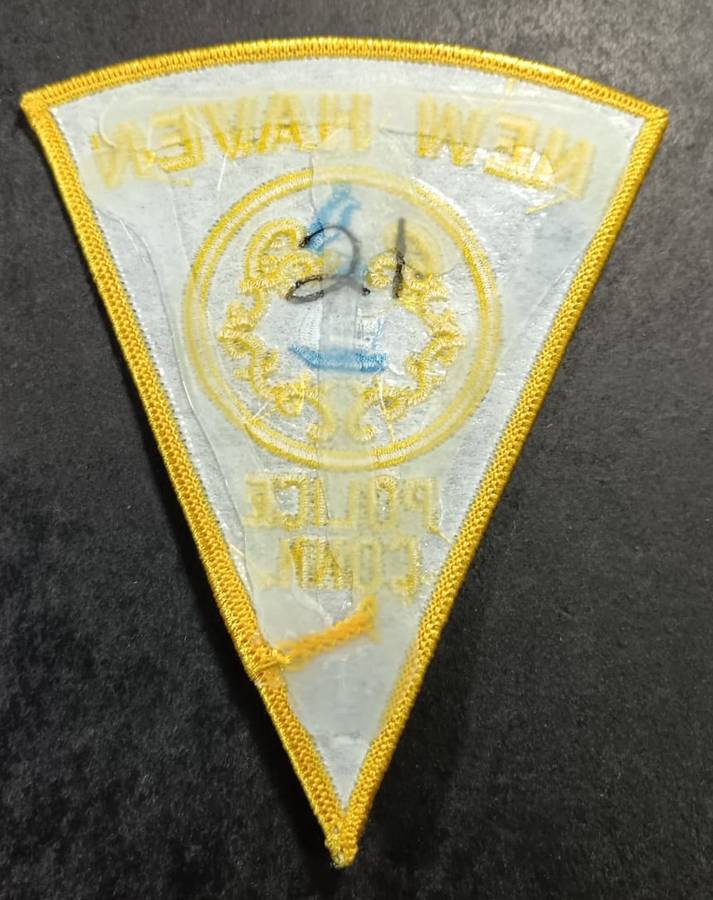 NEW HAVEN
21
POLICE
CONN.